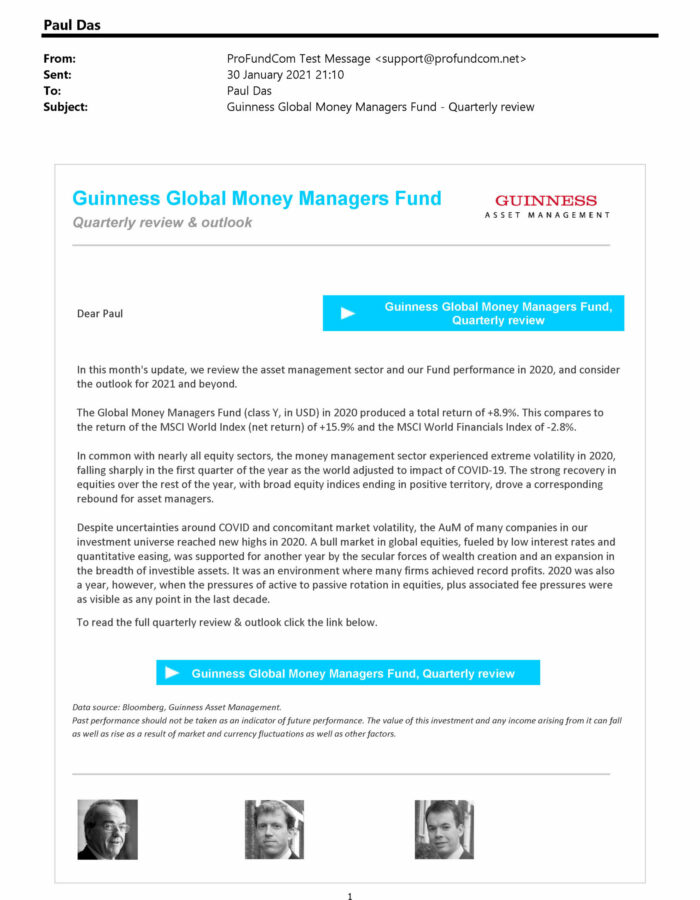 Paul Das
From: ProFundCom Test Message <support@profundcom.net>
Sent: 30 January 2021 21:10
To: Paul Das
Subject: Guinness Global Money Managers Fund - Quarterly review
Guinness Global Money Managers Fund
Quarterly review & outlook
GUINNESS
ASSET MANAGEMENT
Dear Paul
Guinness Global Money Managers Fund,
Quarterly review
In this month's update, we review the asset management sector and our Fund performance in 2020, and consider
the outlook for 2021 and beyond.
The Global Money Managers Fund (class Y, in USD) in 2020 produced a total return of +8.9%. This compares to
the return of the MSCI World Index (net return) of +15.9% and the MSCI World Financials Index of -2.8%.
In common with nearly all equity sectors, the money management sector experienced extreme volatility in 2020,
falling sharply in the first quarter of the year as the world adjusted to impact of COVID-19. The strong recovery in
equities over the rest of the year, with broad equity indices ending in positive territory, drove a corresponding
rebound for asset managers.
Despite uncertainties around COVID and concomitant market volatility, the AuM of many companies in our
investment universe reached new highs in 2020. A bull market in global equities, fueled by low interest rates and
quantitative easing, was supported for another year by the secular forces of wealth creation and an expansion in
the breadth of investible assets. It was an environment where many firms achieved record profits. 2020 was also
a year, however, when the pressures of active to passive rotation in equities, plus associated fee pressures were
as visible as any point in the last decade.
To read the full quarterly review & outlook click the link below.
Guinness Global Money Managers Fund, Quarterly review
Data source: Bloomberg, Guinness Asset Management.
Past performance should not be taken as an indicator of future performance. The value of this investment and any income arising from it can fall
as well as rise as a result of market and currency fluctuations as well as other factors.
1